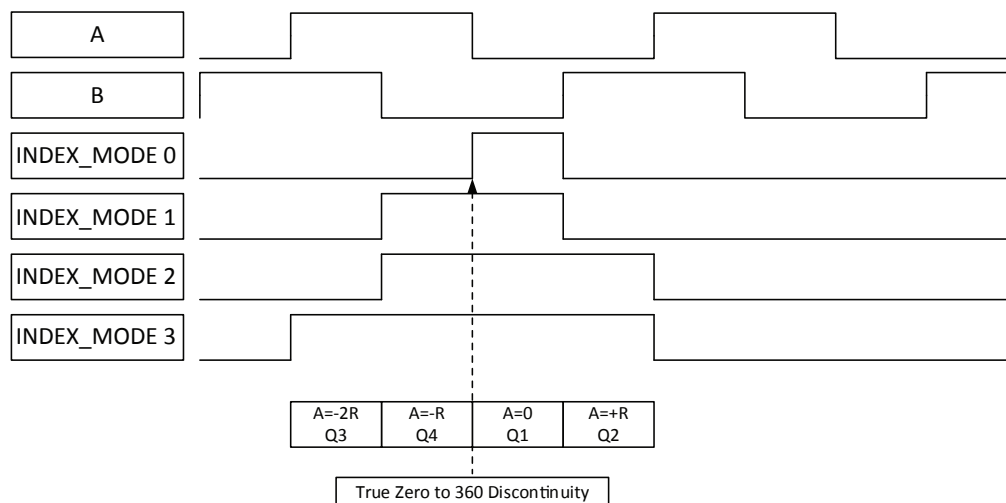 A
B
INDEX_MODE 0
INDEX_MODE 1
INDEX_MODE 2
INDEX_MODE 3
A=-2R A=-R A=0 A=+R
Q3 Q4 Q1 Q2
True Zero to 360 Discontinuity